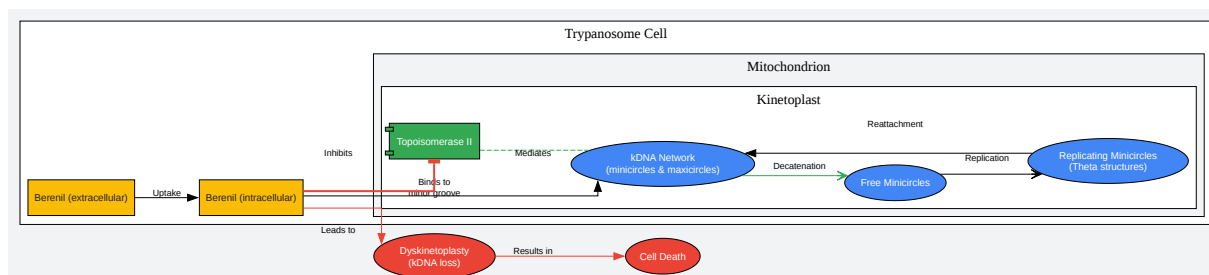 Trypanosome Cell
Mitochondrion
Kinetoplast
Topoisomerase II
Reattachment
Inhibits
Mediates
kDNA Network
(minicircles & maxicircles)
Decatenation
Replication
Replicating Minicircles
(Theta structures)
Berenil (extracellular)
Uptake
Berenil (intracellular)
Binds to
minor groove
Free Minicircles
Leads to
Dyskinetoplasty
(kDNA loss)
Results in
Cell Death